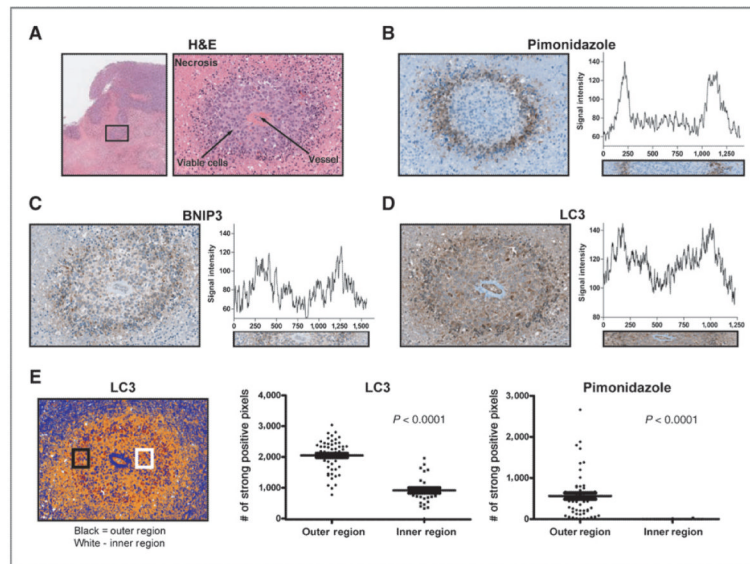 A
H&E
Necrosis
Viable cells
Vessel
B
Pimonidazole
Signal intensity
140
120
100
80
60
0 250 500 750 1,000 1,250
C
BNIP3
Signal intensity
120
100
80
60
0 250 500 750 1,000 1,250 1,500
D
LC3
Signal intensity
140
120
100
80
0 250 500 750 1,000 1,250
E
LC3
Black = outer region
White - inner region
LC3
# of strong positive pixels
4,000
3,000
2,000
1,000
0
P < 0.0001
Outer region Inner region
Pimonidazole
# of strong positive pixels
3,000
2,000
1,000
0
P < 0.0001
Outer region Inner region